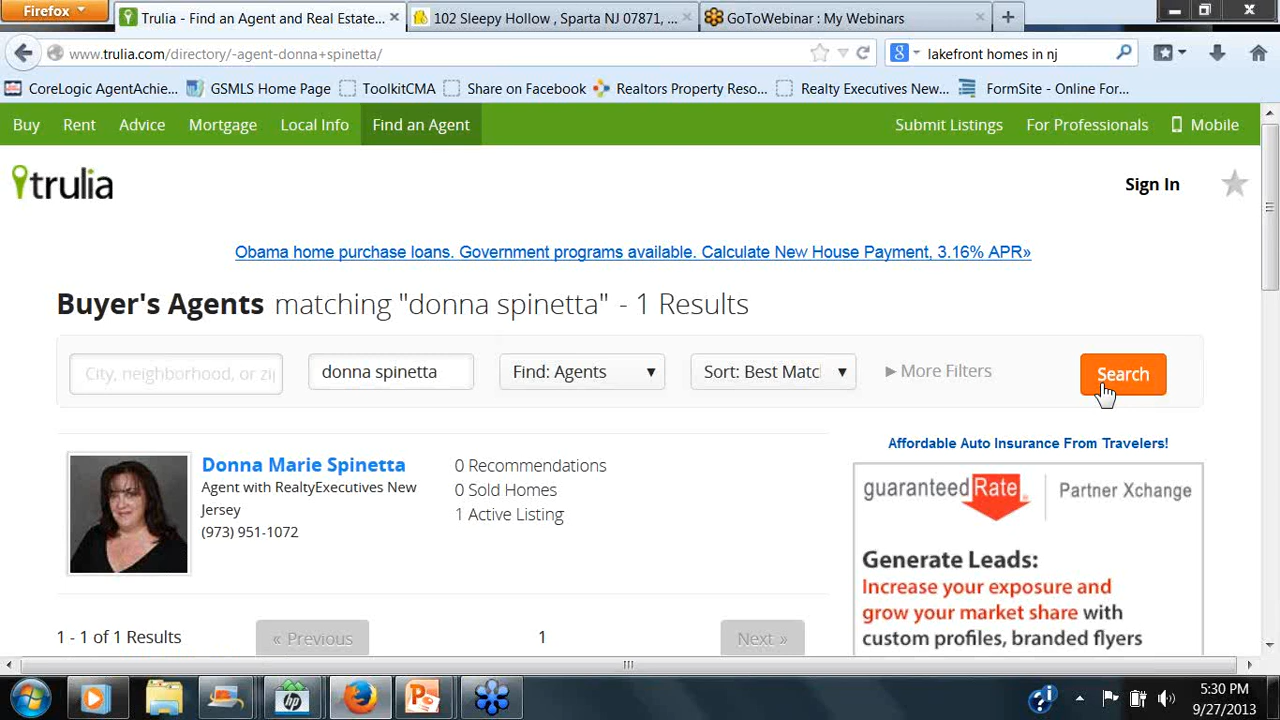 Firefox
Trulia - Find an Agent and Real Estate...
102 Sleepy Hollow , Sparta NJ 07871, ...
GoToWebinar : My Webinars
www.trulia.com/directory/-agent-donna+spinetta/
lakefront homes in nj
CoreLogic AgentAchie...
GSMLS Home Page
ToolkitCMA
Share on Facebook
Realtors Property Reso...
Realty Executives New...
FormSite - Online For...
Buy
Rent
Advice
Mortgage
Local Info
Find an Agent
Submit Listings
For Professionals
Mobile
trulia
Sign In
Obama home purchase loans. Government programs available. Calculate New House Payment, 3.16% APR»
Buyer's Agents matching "donna spinetta" - 1 Results
City, neighborhood, or zip
donna spinetta
Find: Agents
Sort: Best Matc
More Filters
Search
Affordable Auto Insurance From Travelers!
Donna Marie Spinetta
Agent with RealtyExecutives New
Jersey
(973) 951-1072
0 Recommendations
0 Sold Homes
1 Active Listing
guaranteed Rate
Partner Xchange
Generate Leads:
Increase your exposure and
grow your market share with
custom profiles, branded flyers
1 - 1 of 1 Results
« Previous
1
Next »
5:30 PM
9/27/2013